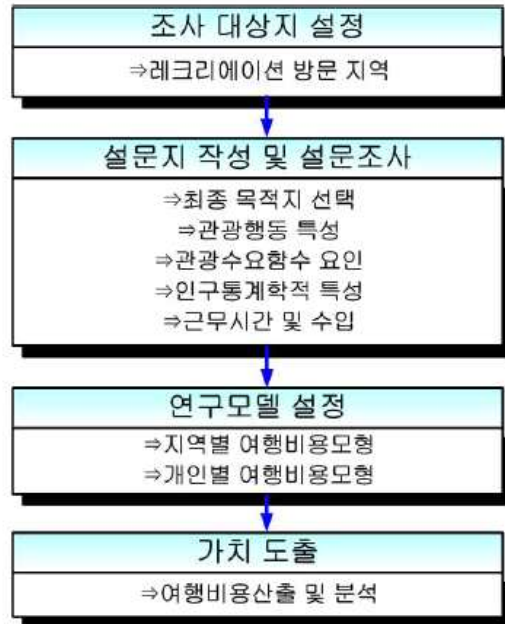 조사 대상지 설정
⇒레크리에이션 방문 지역
설문지 작성 및 설문조사
⇒최종 목적지 선택
⇒관광행동 특성
⇒관광수요함수 요인
⇒인구통계학적 특성
⇒근무시간 및 수입
연구모델 설정
⇒지역별 여행비용모형
⇒개인별 여행비용모형
가치 도출
⇒여행비용산출 및 분석